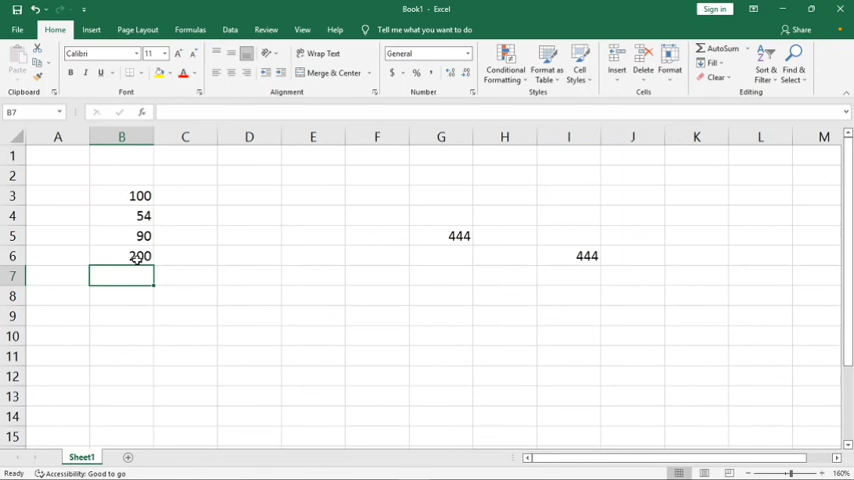 Book1 - Excel
Sign in
File Home Insert Page Layout Formulas Data Review View Help Tell me what you want to do Share
Paste
Clipboard
Calibri 11
B I U
Font
Wrap Text
Merge & Center
Alignment
General
$ % ,
Number
Conditional Formatting
Format as Table
Cell Styles
Styles
Insert
Delete
Format
Cells
AutoSum
Fill
Clear
Sort & Filter
Find & Select
Editing
B7 fx
A B C D E F G H I J K L M
1
2
3 100
4 54
5 90 444
6 200 444
7
8
9
10
11
12
13
14
15
Sheet1
Ready Accessibility: Good to go 160%